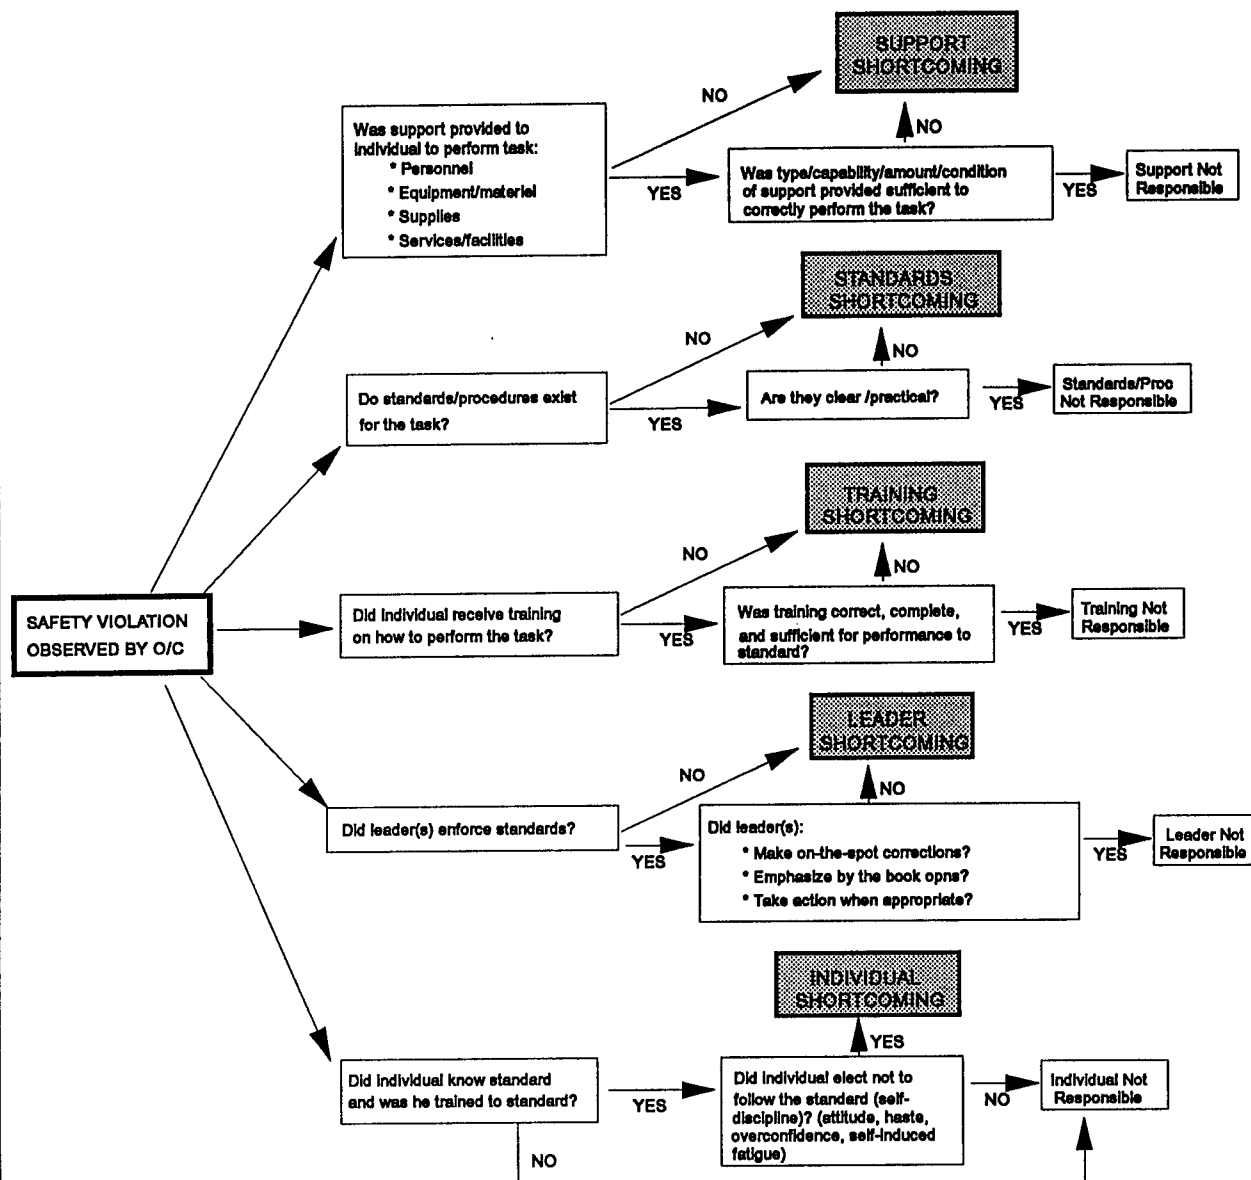 SUPPORT
SHORTCOMING
NO
NO
Was support provided to
individual to perform task:
* Personnel
* Equipment/materiel
* Supplies
* Services/facilities
YES
Was type/capability/amount/condition
of support provided sufficient to
correctly perform the task?
YES
Support Not
Responsible
STANDARDS
SHORTCOMING
NO
NO
Do standards/procedures exist
for the task?
YES
Are they clear /practical?
YES
Standards/Proc
Not Responsible
TRAINING
SHORTCOMING
NO
NO
SAFETY VIOLATION
OBSERVED BY O/C
Did individual receive training
on how to perform the task?
YES
Was training correct, complete,
and sufficient for performance to
standard?
YES
Training Not
Responsible
LEADER
SHORTCOMING
NO
NO
Did leader(s) enforce standards?
YES
Did leader(s):
* Make on-the-spot corrections?
* Emphasize by the book opns?
* Take action when appropriate?
YES
Leader Not
Responsible
INDIVIDUAL
SHORTCOMING
YES
Did individual know standard
and was he trained to standard?
YES
Did individual elect not to
follow the standard (self-
discipline)? (attitude, haste,
overconfidence, self-induced
fatigue)
NO
Individual Not
Responsible
NO